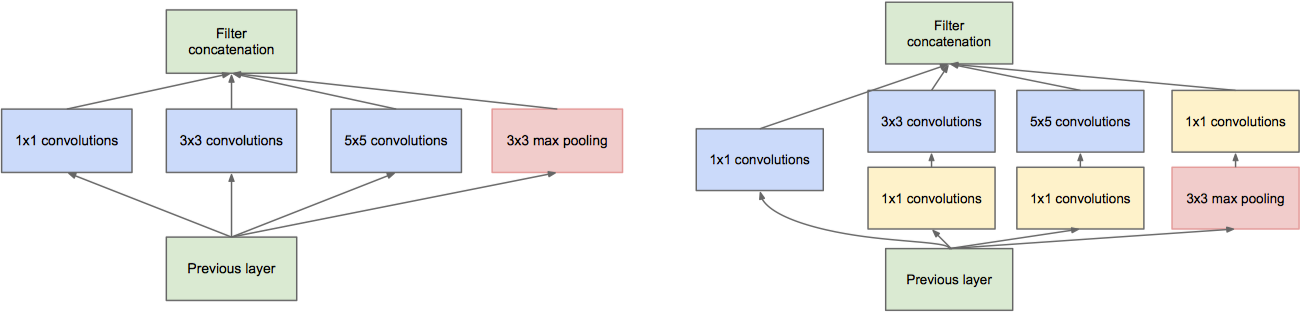 Filter
concatenation
1x1 convolutions
3x3 convolutions
5x5 convolutions
3x3 max pooling
Previous layer
Filter
concatenation
3x3 convolutions
5x5 convolutions
1x1 convolutions
1x1 convolutions
1x1 convolutions
1x1 convolutions
3x3 max pooling
Previous layer